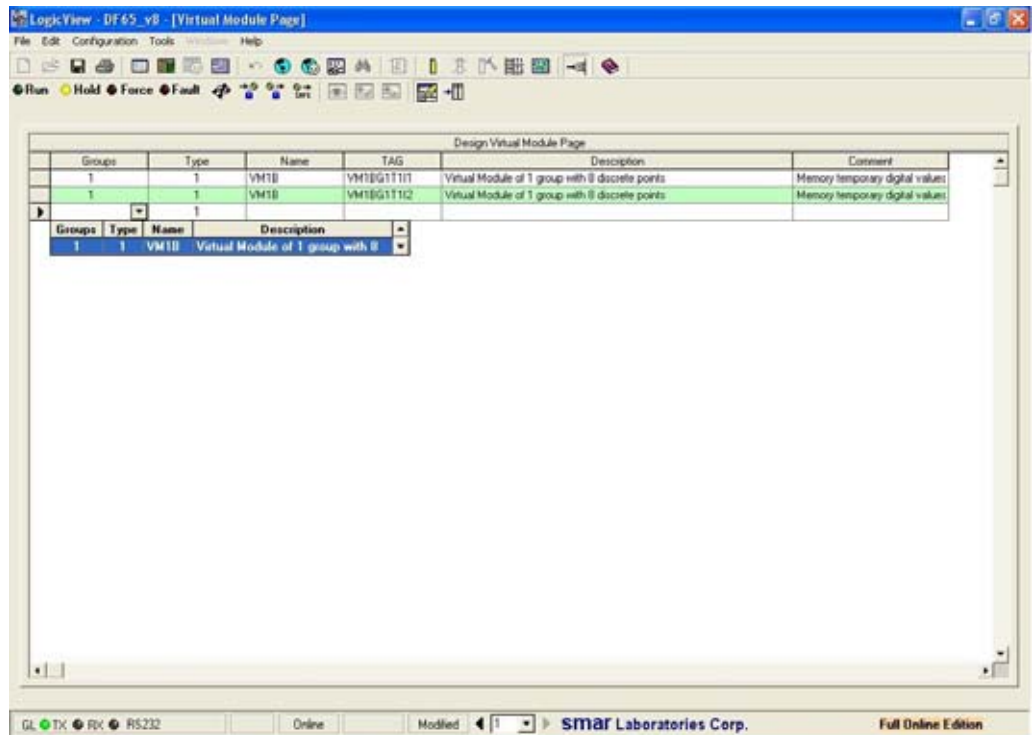 LogicView - DF65_v8 - [Virtual Module Page]
File Edit Configuration Tools Windows Help
Run Hold Force Fault
Design Virtual Module Page
Groups Type Name TAG Description Comment
1 1 VM18 VM18G1T1I1 Virtual Module of 1 group with 8 discrete points Memory temporary digital values
1 1 VM18 VM18G1T1I2 Virtual Module of 1 group with 8 discrete points Memory temporary digital values
1
Groups Type Name Description
1 1 VM18 Virtual Module of 1 group with 8
GL TX RX RS232 Online Modified 1 smar Laboratories Corp. Full Online Edition